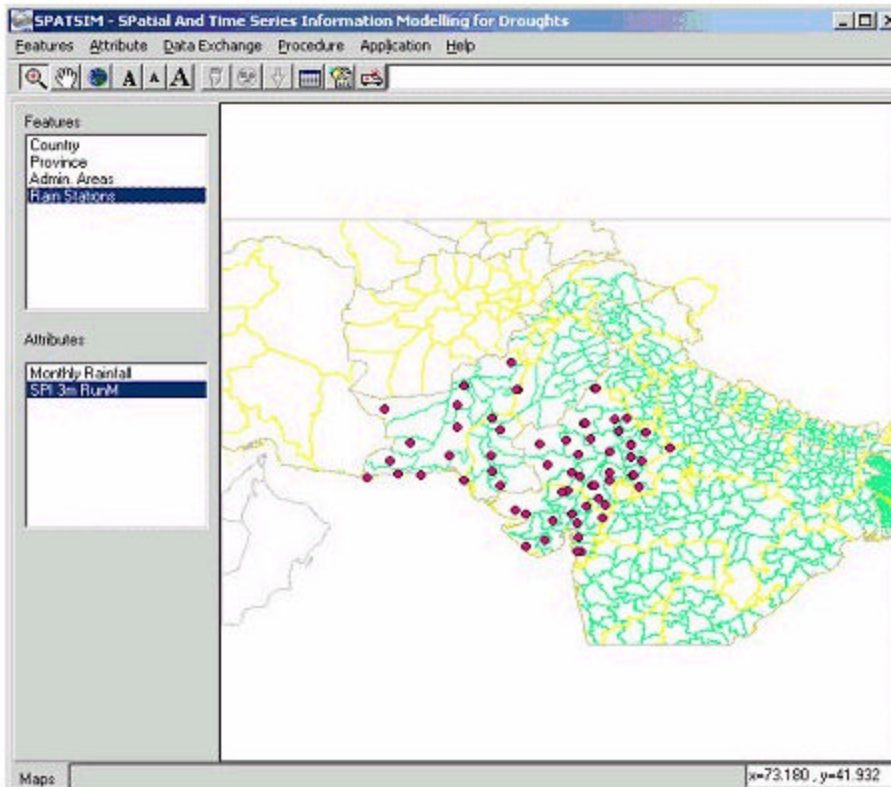 SPATSIM - SPatial And Time Series Information Modelling for Droughts
Features Attribute Data Exchange Procedure Application Help
A A A
Features
Country
Province
Admin. Areas
Rain Stations
Attributes
Monthly Rainfall
SPI 3m RunM
Maps
x=73.180 , y=41.932